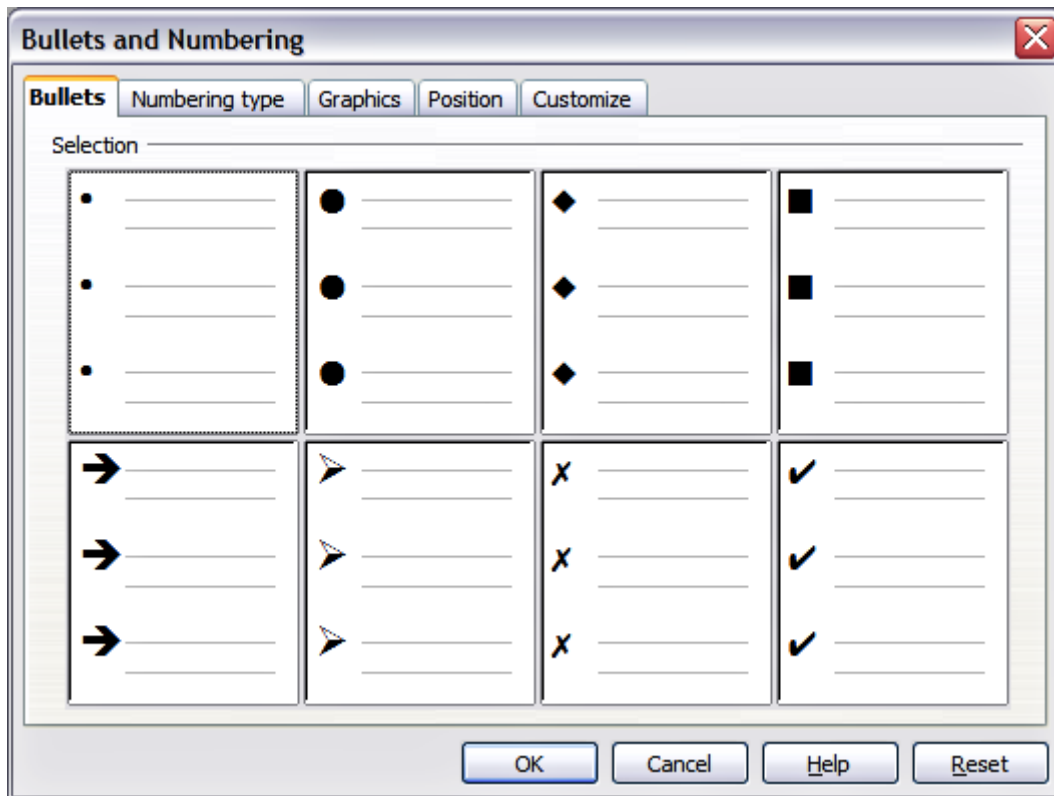 Bullets and Numbering
Bullets Numbering type Graphics Position Customize
Selection
OK Cancel Help Reset